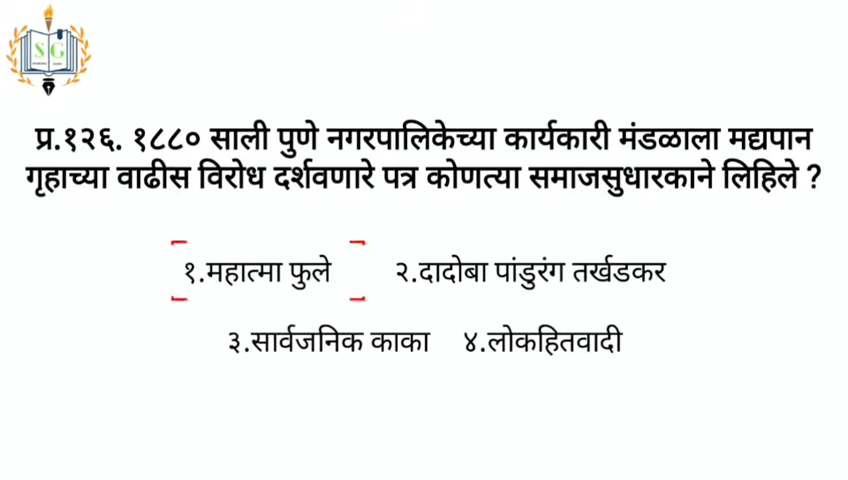 SG
प्र.१२६. १८८० साली पुणे नगरपालिकेच्या कार्यकारी मंडळाला मद्यपान
गृहाच्या वाढीस विरोध दर्शवणारे पत्र कोणत्या समाजसुधारकाने लिहिले ?
१.महात्मा फुले २.दादोबा पांडुरंग तर्खडकर
३.सार्वजनिक काका ४.लोकहितवादी